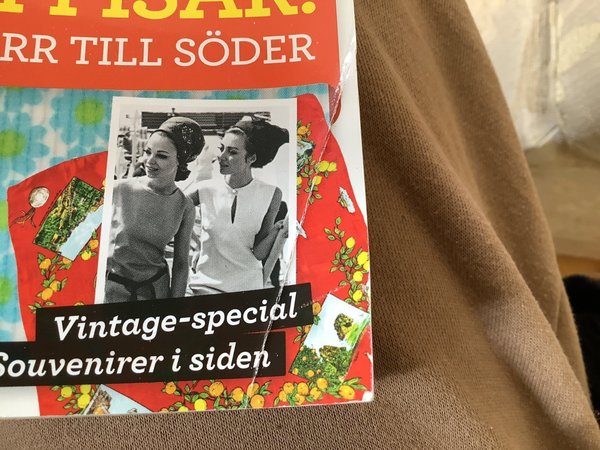 RR TILL SÖDER
Vintage-special
Souvenirer i siden